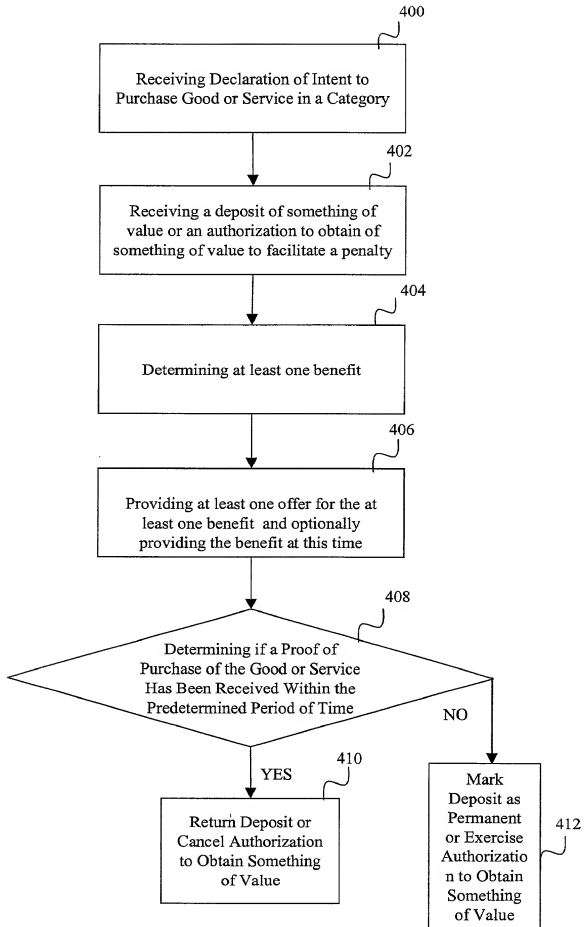 400
Receiving Declaration of Intent to
Purchase Good or Service in a Category
402
Receiving a deposit of something of
value or an authorization to obtain of
something of value to facilitate a penalty
404
Determining at least one benefit
406
Providing at least one offer for the at
least one benefit and optionally
providing the benefit at this time
408
Determining if a Proof of
Purchase of the Good or Service
Has Been Received Within the
Predetermined Period of Time
NO
YES
410
Return Deposit or
Cancel Authorization
to Obtain Something
of Value
412
Mark
Deposit as
Permanent
or Exercise
Authorizatio
n to Obtain
Something
of Value